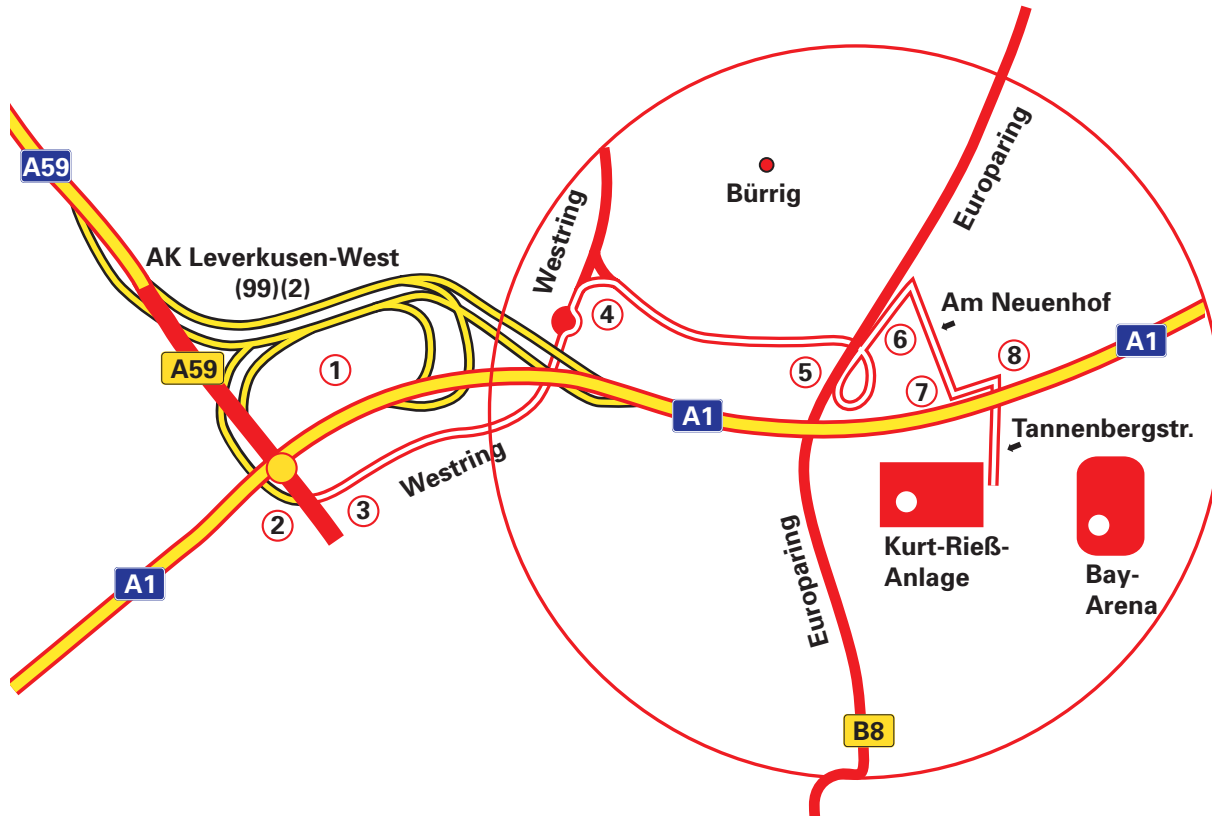 A59
AK Leverkusen-West
(99)(2)
A59
1
2
3
Westring
A1
Westring
4
Bürrig
Europaring
5
6
7
8
Am Neuenhof
A1
A1
Tannenbergstr.
Kurt-Rieß-
Anlage
Bay-
Arena
Europaring
B8